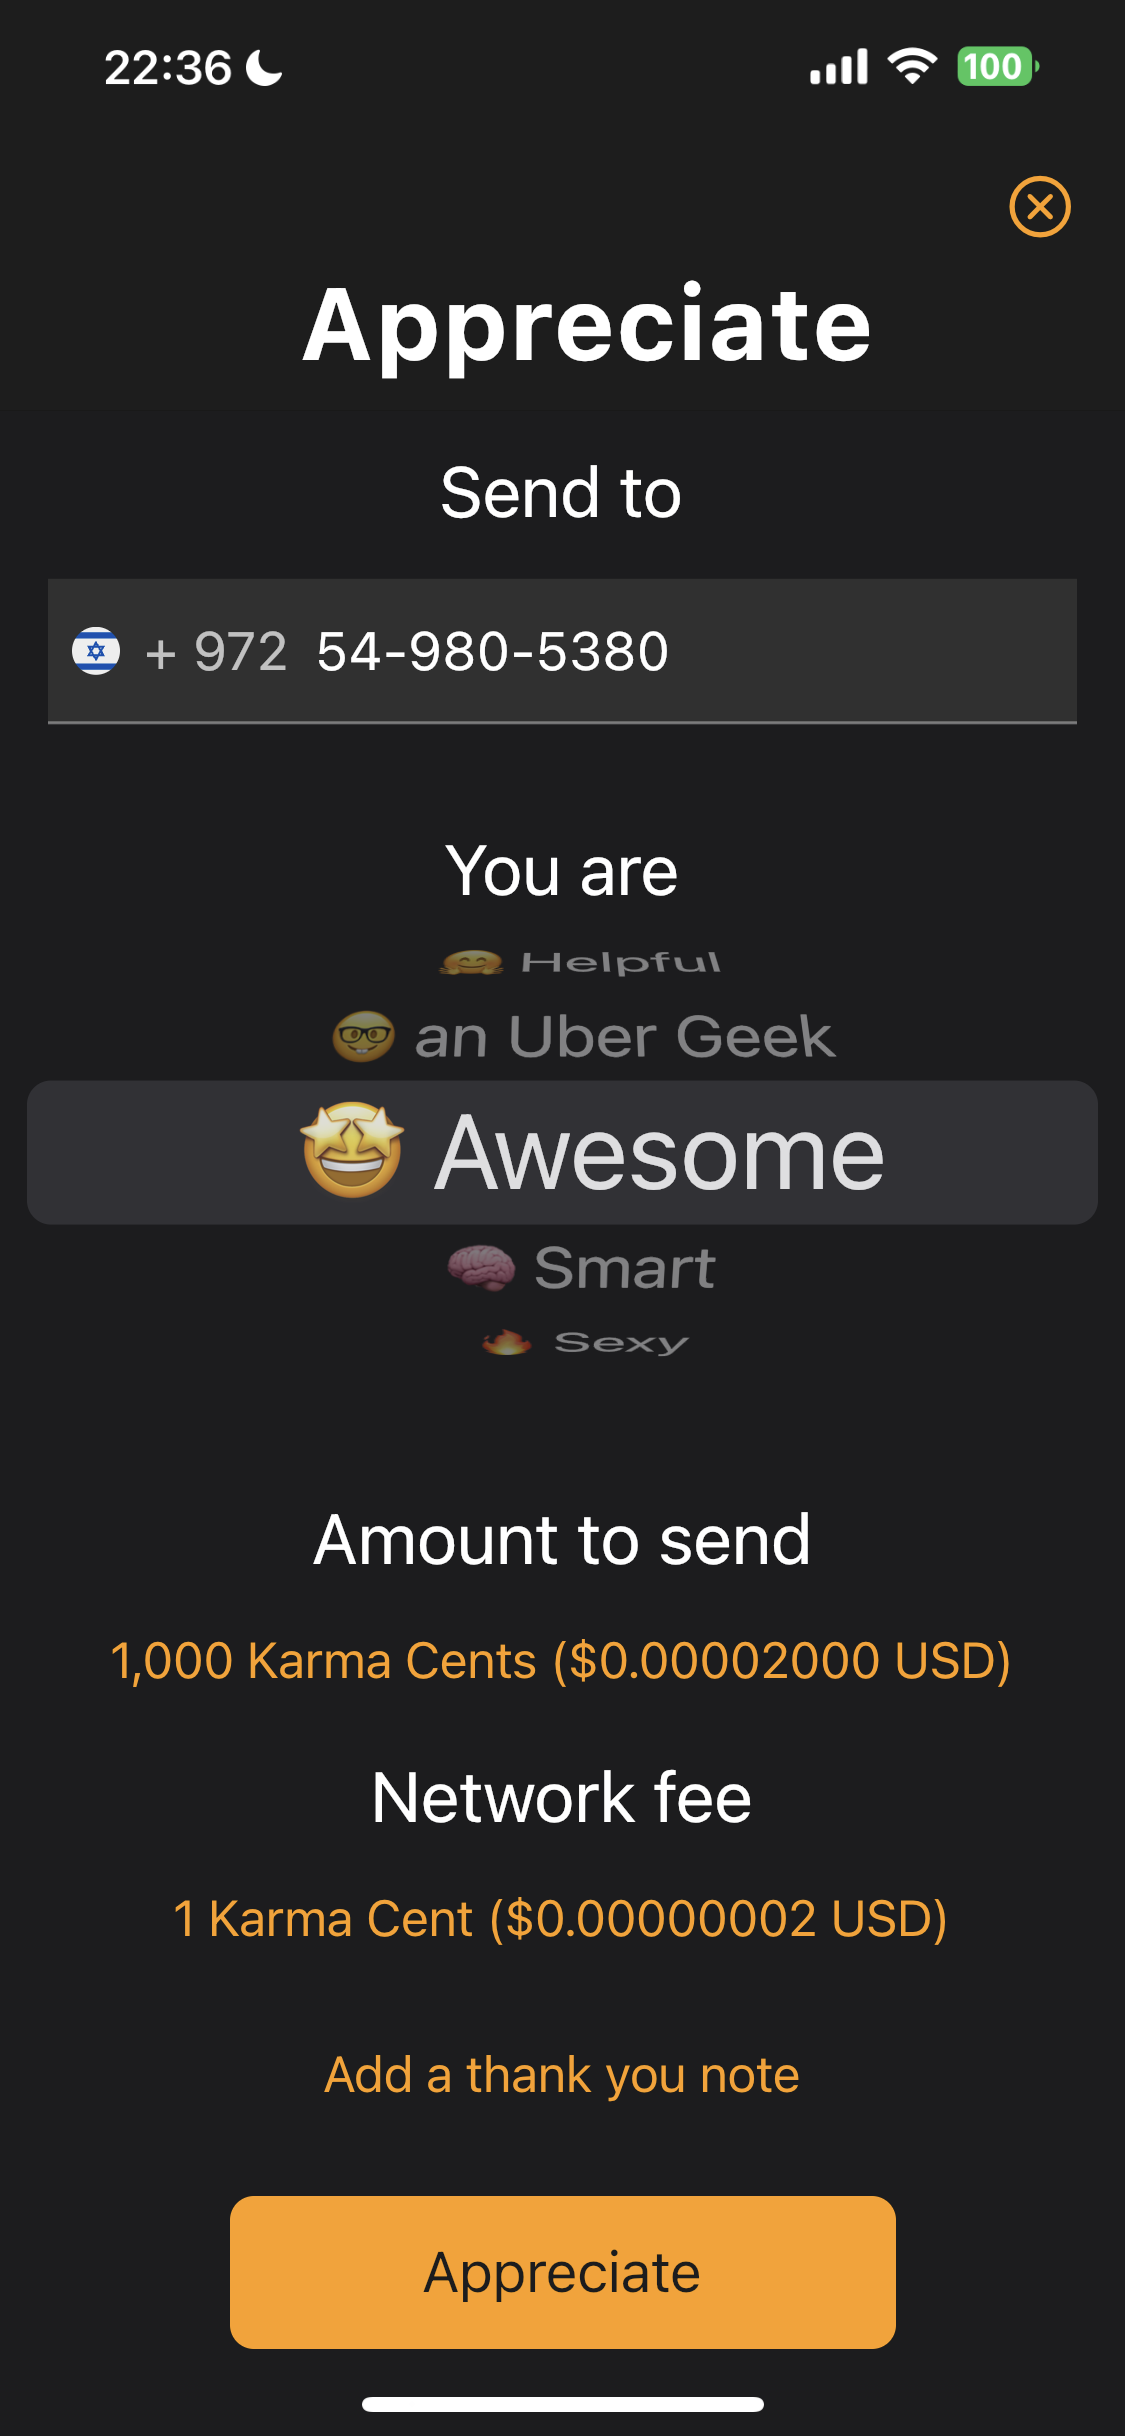 22:36
100
Appreciate
Send to
+ 972 54-980-5380
You are
🤗 Helpful
🤓 an Uber Geek
🤩 Awesome
🧠 Smart
🔥 Sexy
Amount to send
1,000 Karma Cents ($0.00002000 USD)
Network fee
1 Karma Cent ($0.00000002 USD)
Add a thank you note
Appreciate